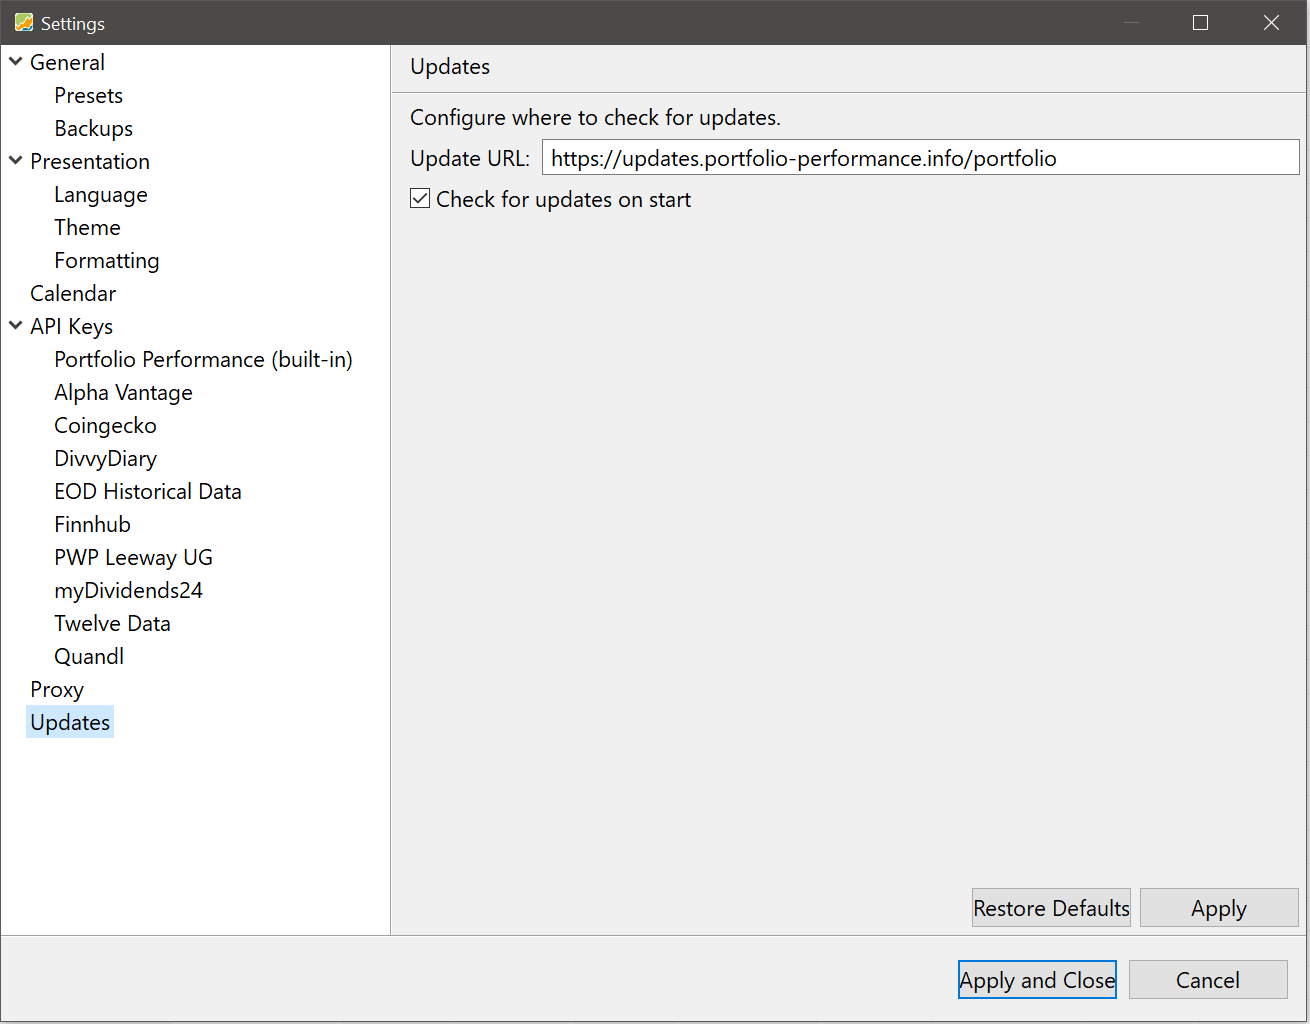 Settings
General
Presets
Backups
Presentation
Language
Theme
Formatting
Calendar
API Keys
Portfolio Performance (built-in)
Alpha Vantage
Coingecko
DivvyDiary
EOD Historical Data
Finnhub
PWP Leeway UG
myDividends24
Twelve Data
Quandl
Proxy
Updates
Updates
Configure where to check for updates.
Update URL: https://updates.portfolio-performance.info/portfolio
Check for updates on start
Restore Defaults Apply
Apply and Close Cancel